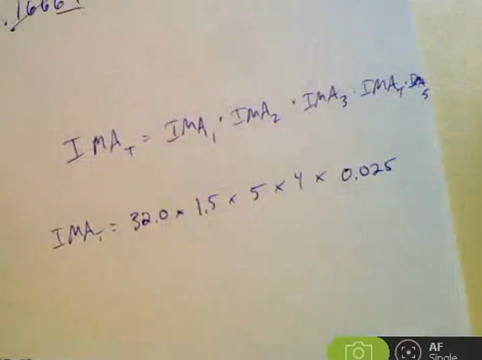 .1666
IMA_T = IMA_1 · IMA_2 · IMA_3 · IMA_4 · IMA_5
IMA_T = 32.0 × 1.5 × 5 × 4 × 0.025
AF
Single